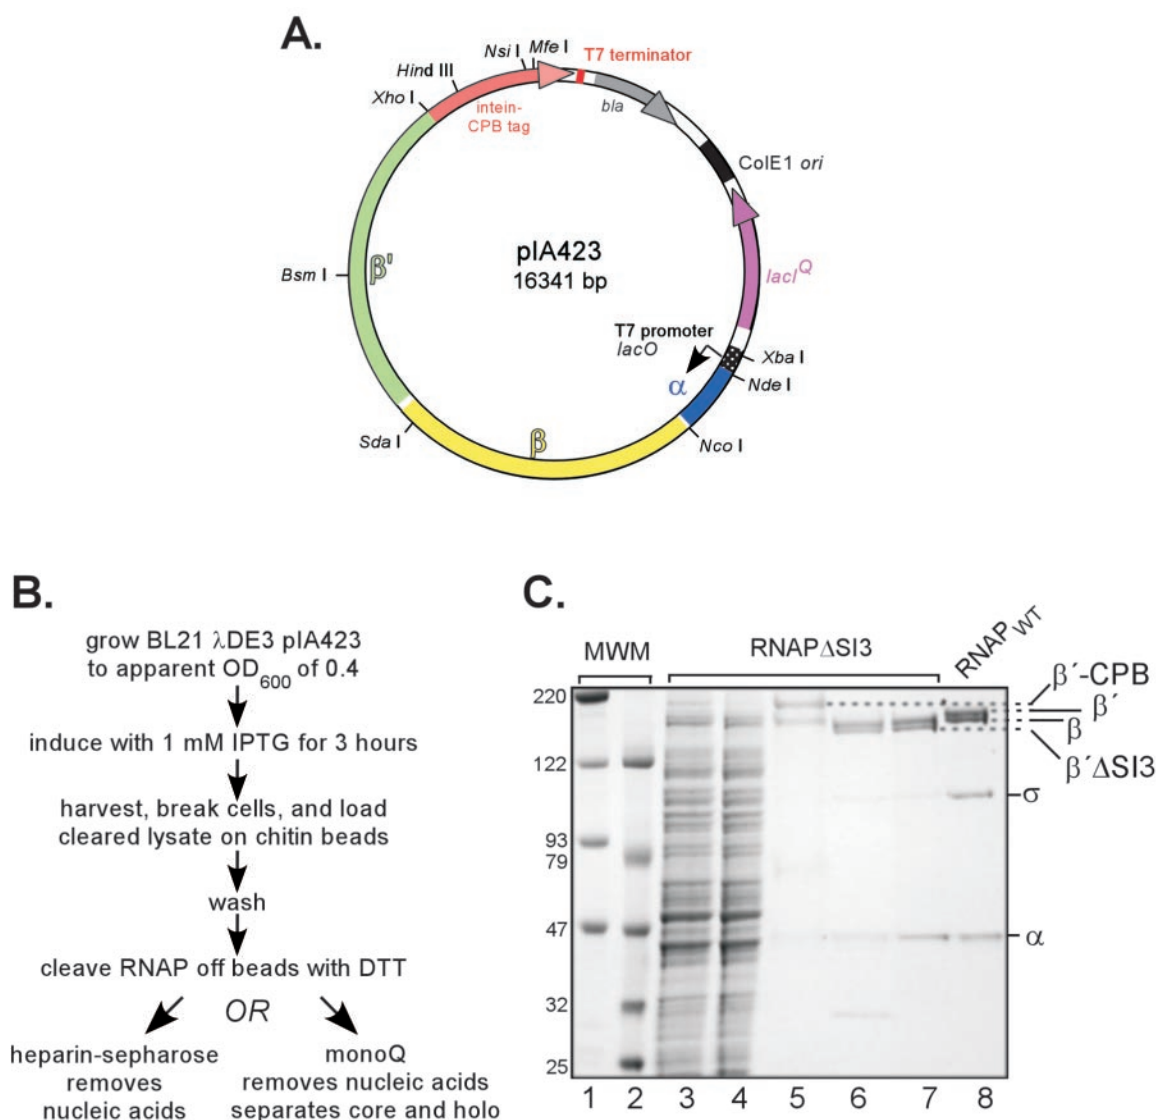 A.
Nsi I
Mfe I
T7 terminator
Hind III
Xho I
intein-
CPB tag
bla
ColE1 ori
pIA423
16341 bp
β'
Bsm I
lacI^Q
T7 promoter
lacO
Xba I
α
Nde I
β
Sda I
Nco I
B.
grow BL21 λDE3 pIA423
to apparent OD600 of 0.4
induce with 1 mM IPTG for 3 hours
harvest, break cells, and load
cleared lysate on chitin beads
wash
cleave RNAP off beads with DTT
OR
heparin-sepharose
removes
nucleic acids
monoQ
removes nucleic acids
separates core and holo
C.
MWM
RNAPΔSI3
RNAP WT
β´-CPB
β´
β
β´ΔSI3
σ
α
220
122
93
79
47
32
25
1 2 3 4 5 6 7 8